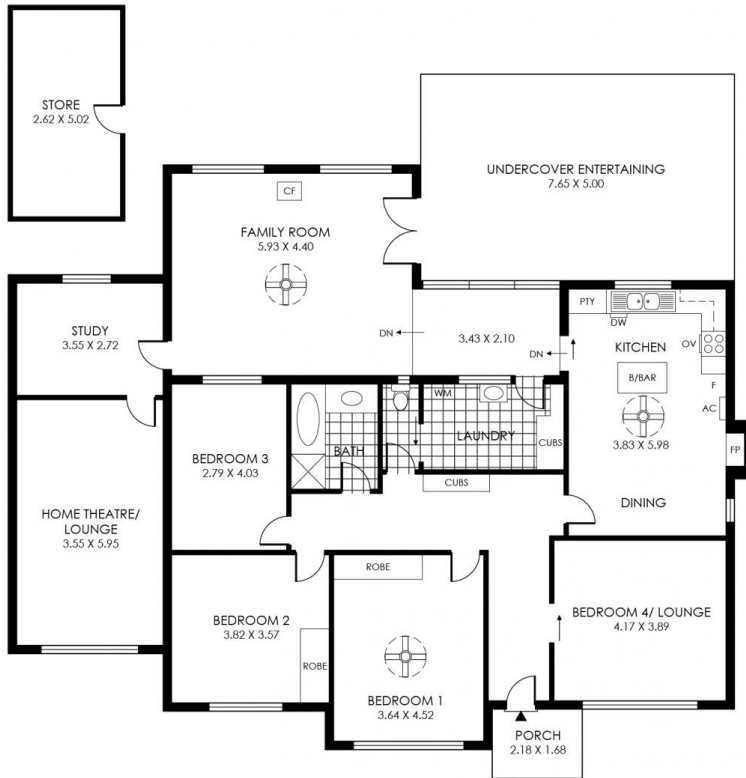 STORE
2.62 X 5.02
UNDERCOVER ENTERTAINING
7.65 X 5.00
CF
FAMILY ROOM
5.93 X 4.40
STUDY
3.55 X 2.72
DN
3.43 X 2.10
DN
PTY
DW
KITCHEN
OV
B/BAR
F
AC
3.83 X 5.98
FP
DINING
WM
LAUNDRY
CUBS
BATH
CUBS
BEDROOM 3
2.79 X 4.03
HOME THEATRE/
LOUNGE
3.55 X 5.95
ROBE
BEDROOM 2
3.82 X 3.57
ROBE
BEDROOM 1
3.64 X 4.52
BEDROOM 4/ LOUNGE
4.17 X 3.89
PORCH
2.18 X 1.68